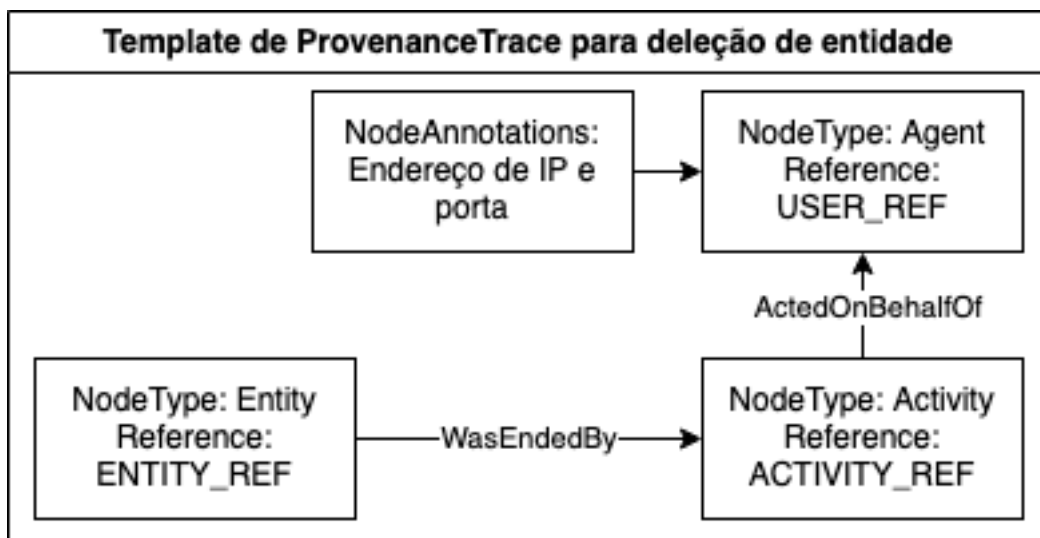 Template de ProvenanceTrace para deleção de entidade
NodeAnnotations:
Endereço de IP e
porta
NodeType: Agent
Reference:
USER_REF
ActedOnBehalfOf
NodeType: Entity
Reference:
ENTITY_REF
WasEndedBy
NodeType: Activity
Reference:
ACTIVITY_REF